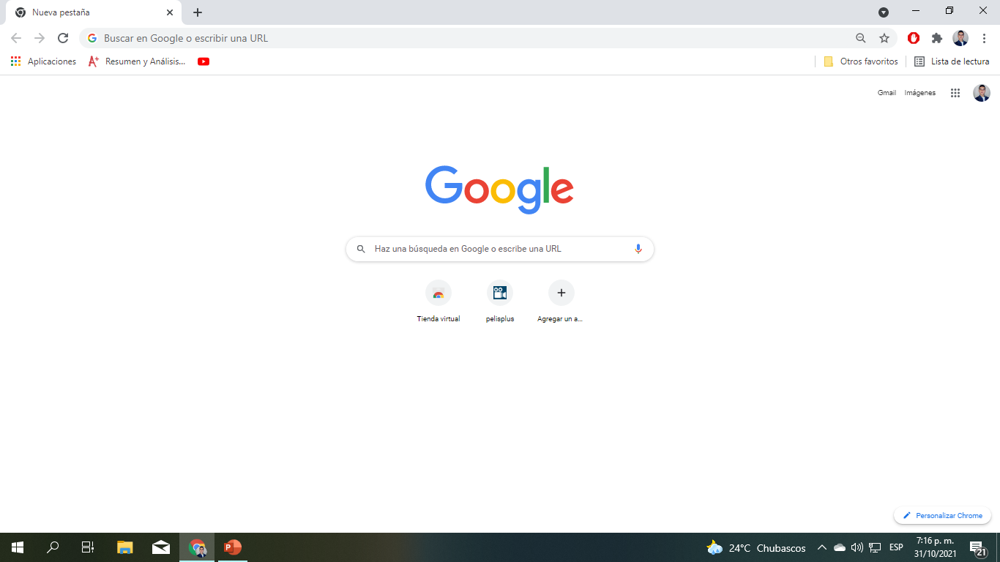 Nueva pestaña
Buscar en Google o escribir una URL
Aplicaciones
Resumen y Análisis...
Otros favoritos
Lista de lectura
Gmail
Imágenes
Google
Haz una búsqueda en Google o escribe una URL
Tienda virtual
pelisplus
Agregar un a...
Personalizar Chrome
24°C Chubascos
ESP
7:16 p. m.
31/10/2021
21